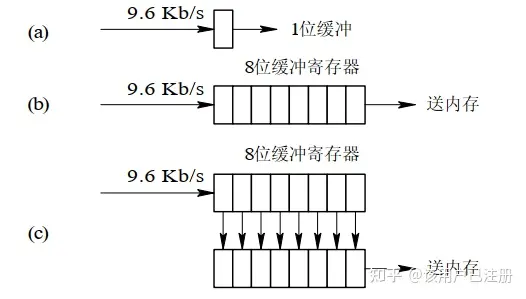 (a) 9.6 Kb/s 1位缓冲
8位缓冲寄存器
(b) 9.6 Kb/s 送内存
8位缓冲寄存器
9.6 Kb/s
(c) 送内存
知乎 @该用户已注册